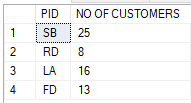 PID NO OF CUSTOMERS
1 SB 25
2 RD 8
3 LA 16
4 FD 13